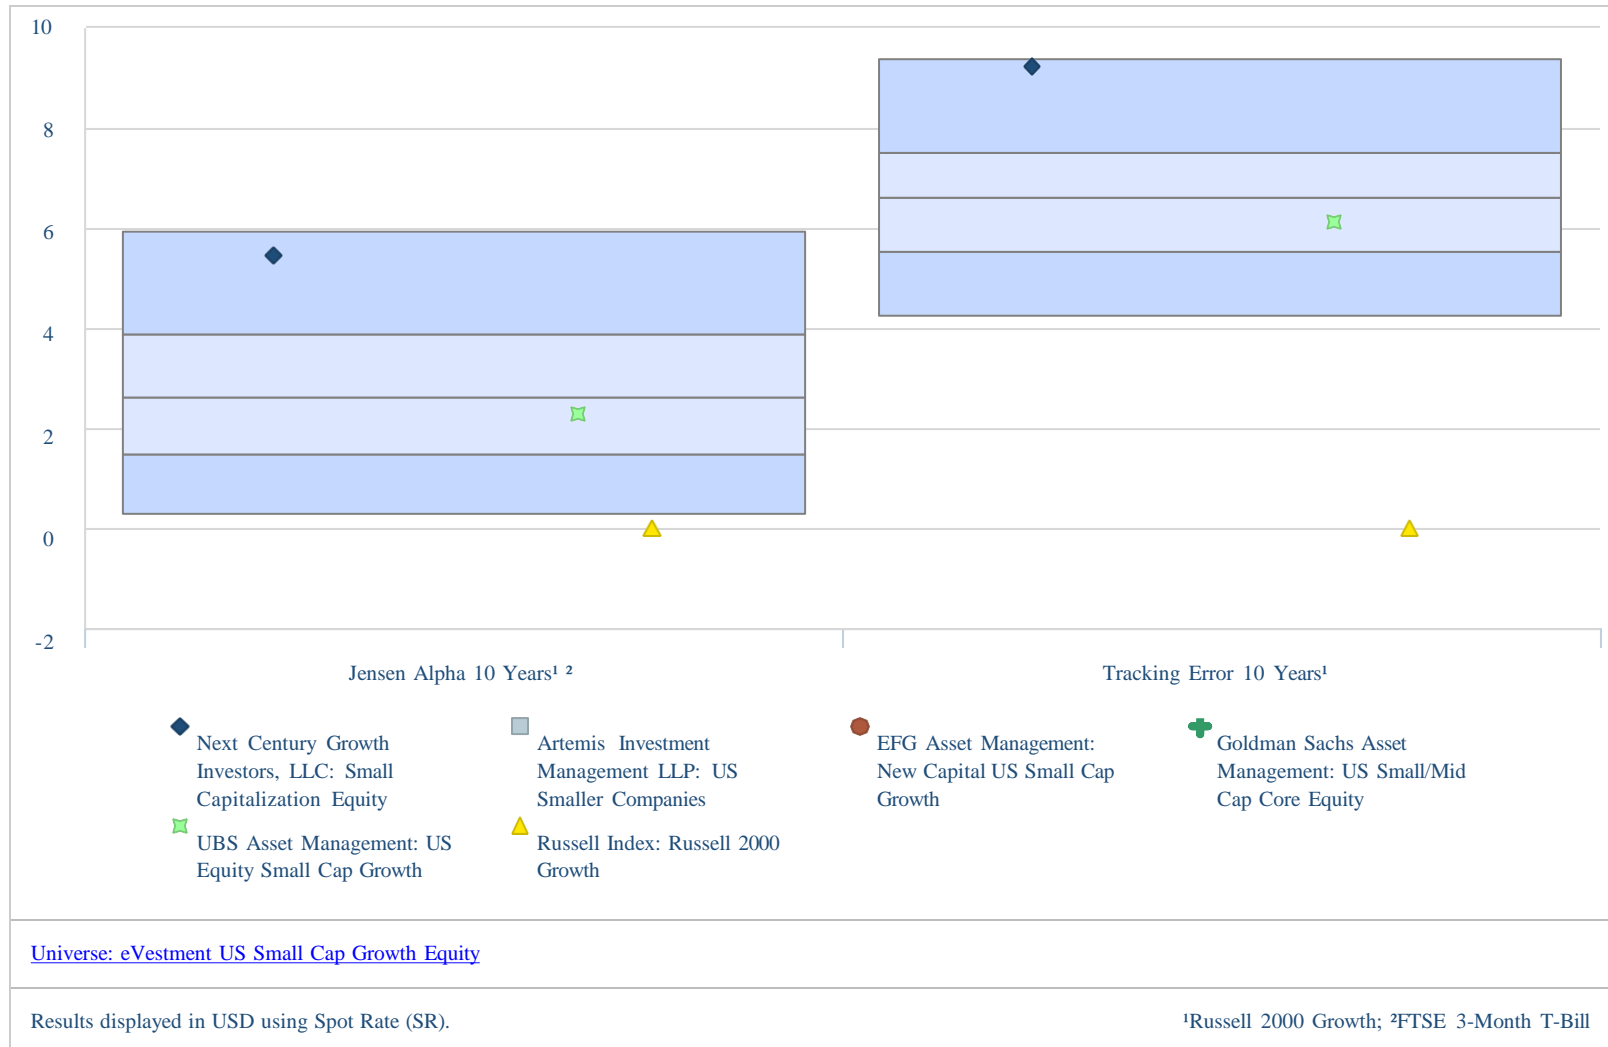 10
8
6
4
2
0
-2
Jensen Alpha 10 Years¹ ²
Tracking Error 10 Years¹
Next Century Growth
Investors, LLC: Small
Capitalization Equity
Artemis Investment
Management LLP: US
Smaller Companies
EFG Asset Management:
New Capital US Small Cap
Growth
Goldman Sachs Asset
Management: US Small/Mid
Cap Core Equity
UBS Asset Management: US
Equity Small Cap Growth
Russell Index: Russell 2000
Growth
Universe: eVestment US Small Cap Growth Equity
Results displayed in USD using Spot Rate (SR).
¹Russell 2000 Growth; ²FTSE 3-Month T-Bill